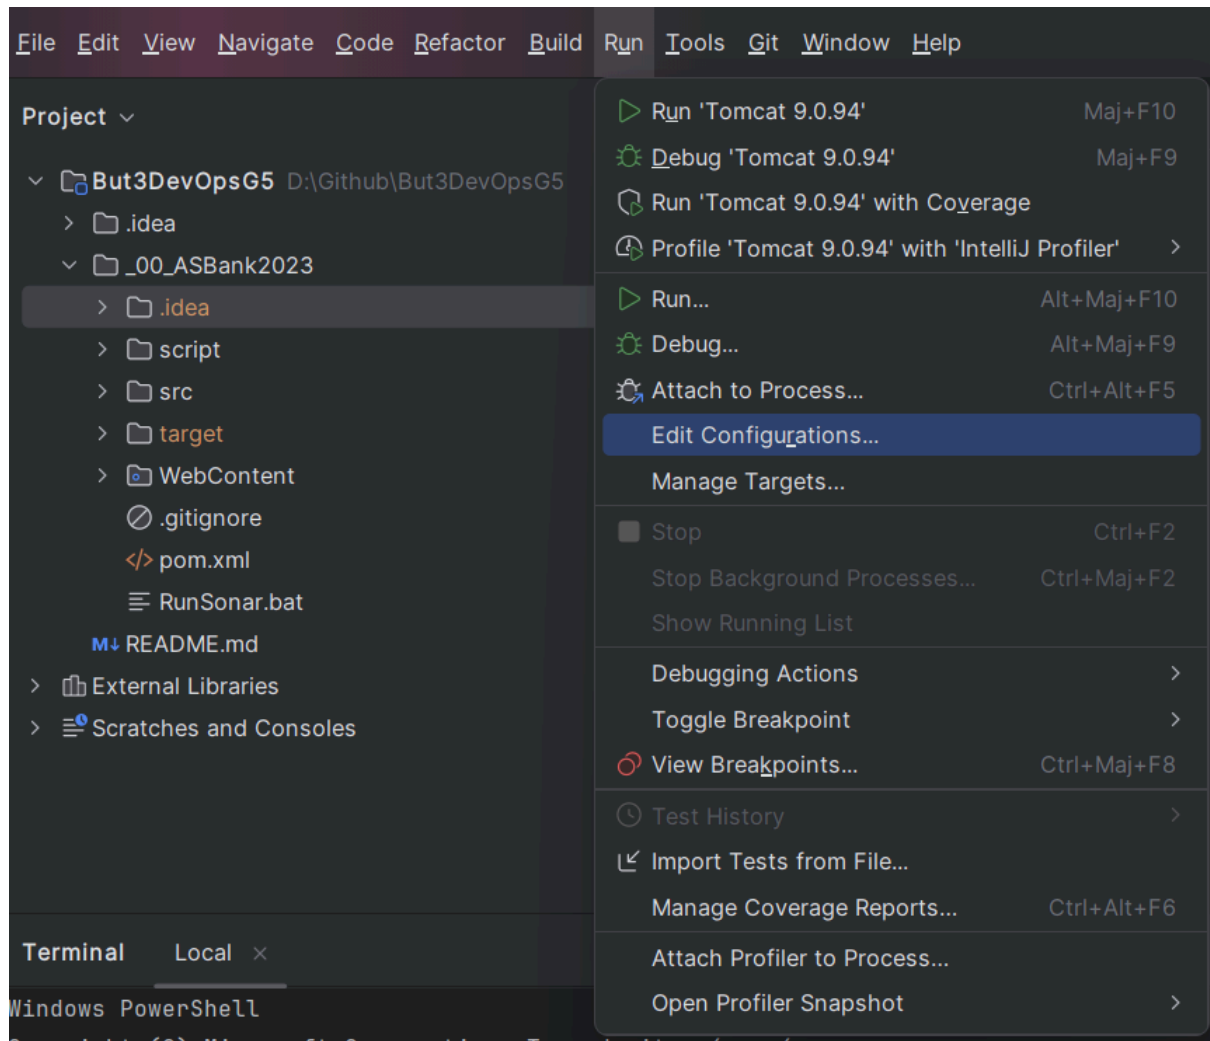 File Edit View Navigate Code Refactor Build Run Tools Git Window Help
Project
But3DevOpsG5 D:\Github\But3DevOpsG5
.idea
_00_ASBank2023
.idea
script
src
target
WebContent
.gitignore
pom.xml
RunSonar.bat
README.md
External Libraries
Scratches and Consoles
Run 'Tomcat 9.0.94' Maj+F10
Debug 'Tomcat 9.0.94' Maj+F9
Run 'Tomcat 9.0.94' with Coverage
Profile 'Tomcat 9.0.94' with 'IntelliJ Profiler'
Run... Alt+Maj+F10
Debug... Alt+Maj+F9
Attach to Process... Ctrl+Alt+F5
Edit Configurations...
Manage Targets...
Stop Ctrl+F2
Stop Background Processes... Ctrl+Maj+F2
Show Running List
Debugging Actions
Toggle Breakpoint
View Breakpoints... Ctrl+Maj+F8
Test History
Import Tests from File...
Manage Coverage Reports... Ctrl+Alt+F6
Attach Profiler to Process...
Open Profiler Snapshot
Terminal Local
Windows PowerShell